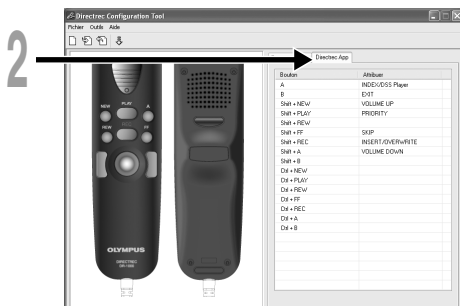 2
Directrec Configuration Tool
Fichier Outils Aide
Directrec App
Bouton Attribuer
A INDEX/DSS Player
B EXIT
Shift + NEW VOLUME UP
Shift + PLAY PRIORITY
Shift + REW
Shift + FF SKIP
Shift + REC INSERT/OVERWRITE
Shift + A VOLUME DOWN
Shift + B
Ctrl + NEW
Ctrl + PLAY
Ctrl + REW
Ctrl + FF
Ctrl + REC
Ctrl + A
Ctrl + B
NEW PLAY A
REW FF
OLYMPUS
DIRECTREC